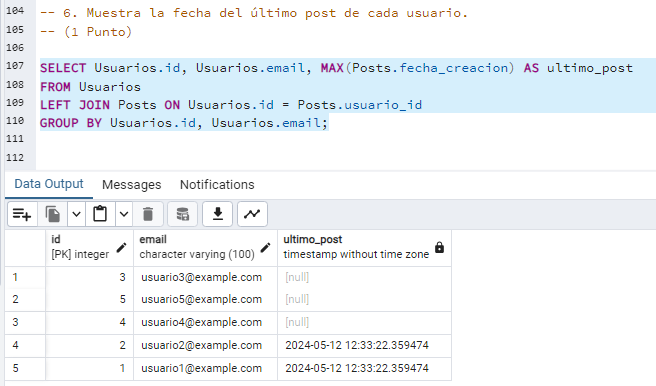 104 -- 6. Muestra la fecha del último post de cada usuario.
105 -- (1 Punto)
106
107 SELECT Usuarios.id, Usuarios.email, MAX(Posts.fecha_creacion) AS ultimo_post
108 FROM Usuarios
109 LEFT JOIN Posts ON Usuarios.id = Posts.usuario_id
110 GROUP BY Usuarios.id, Usuarios.email;
111
112
Data Output Messages Notifications
id email ultimo_post
[PK] integer character varying (100) timestamp without time zone
1 3 usuario3@example.com [null]
2 5 usuario5@example.com [null]
3 4 usuario4@example.com [null]
4 2 usuario2@example.com 2024-05-12 12:33:22.359474
5 1 usuario1@example.com 2024-05-12 12:33:22.359474